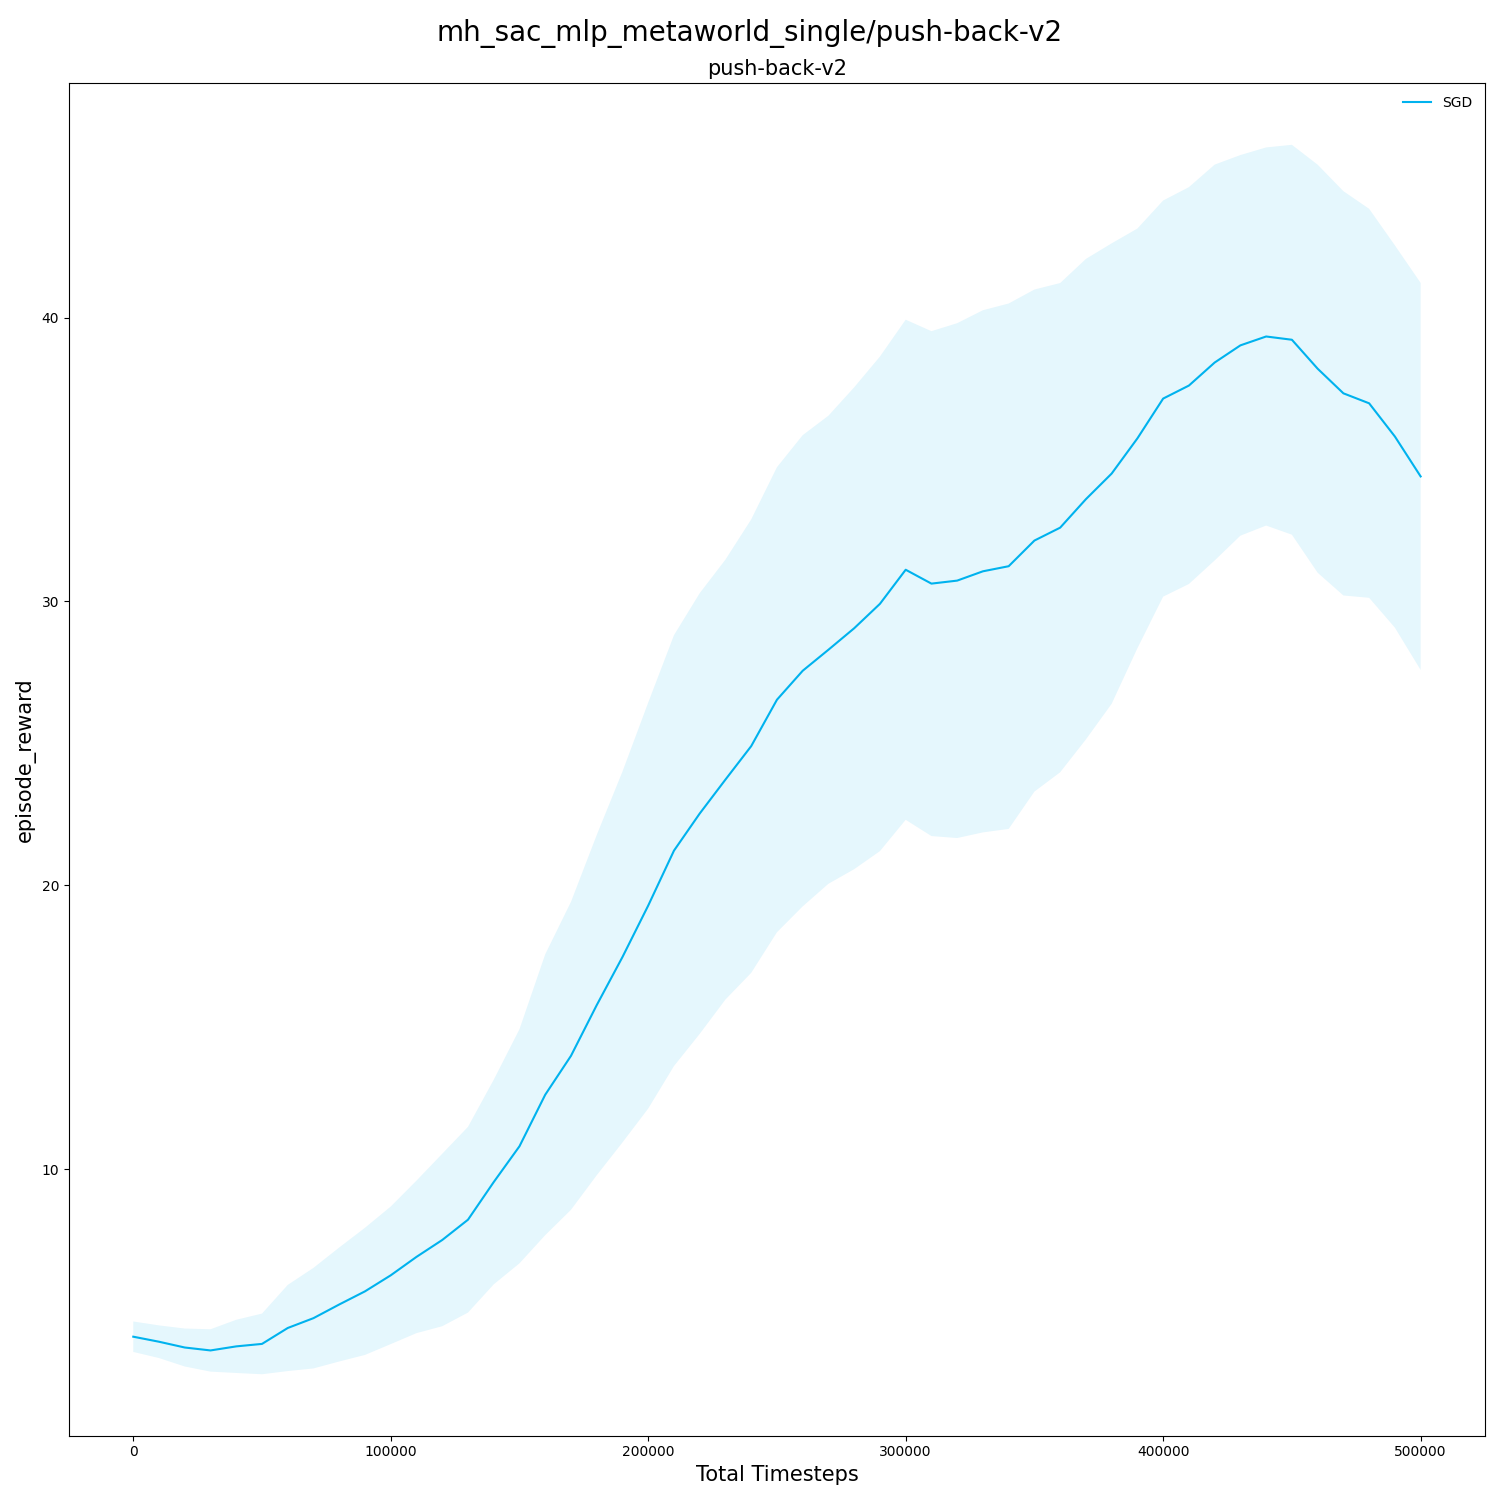 mh_sac_mlp_metaworld_single/push-back-v2
push-back-v2
SGD
40
30
20
10
episode_reward
0 100000 200000 300000 400000 500000
Total Timesteps